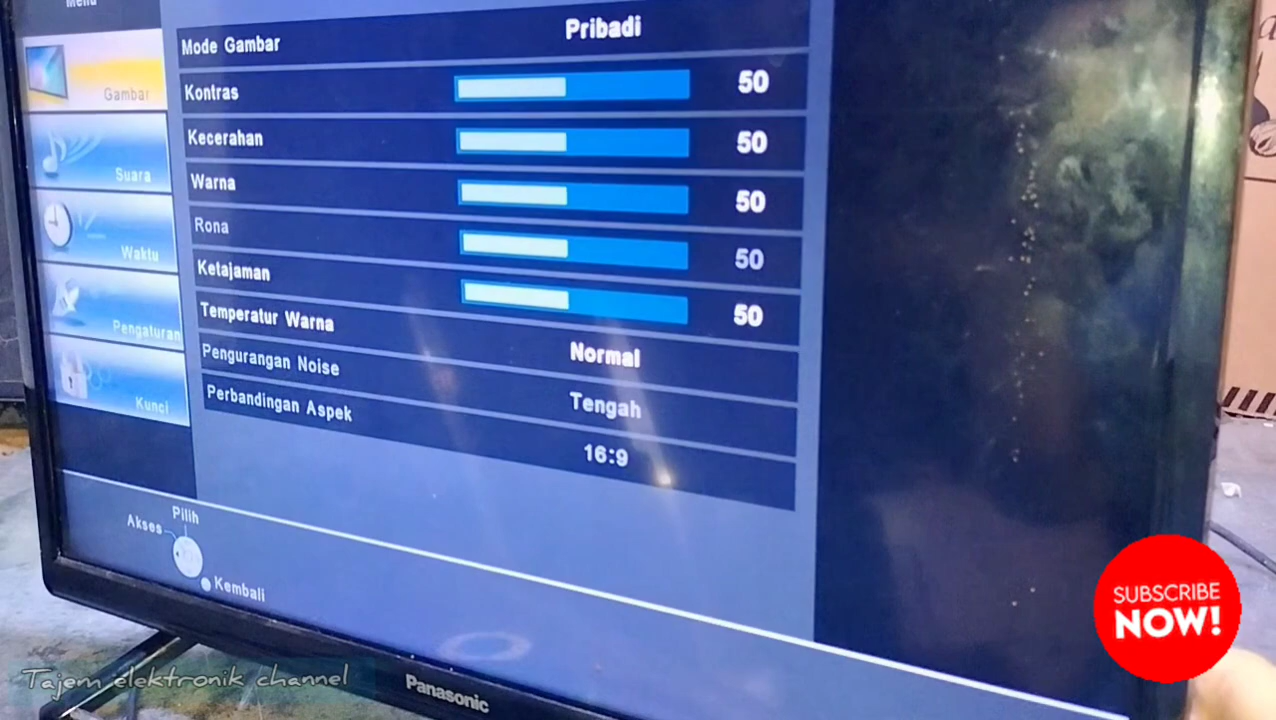 Menu
Mode Gambar Pribadi
Kontras 50
Kecerahan 50
Warna 50
Rona 50
Ketajaman 50
Temperatur Warna Normal
Pengurangan Noise Tengah
Perbandingan Aspek 16:9
Gambar
Suara
Waktu
Pengaturan
Kunci
Pilih
Akses
Kembali
SUBSCRIBE
NOW!
Tajem elektronik channel
Panasonic